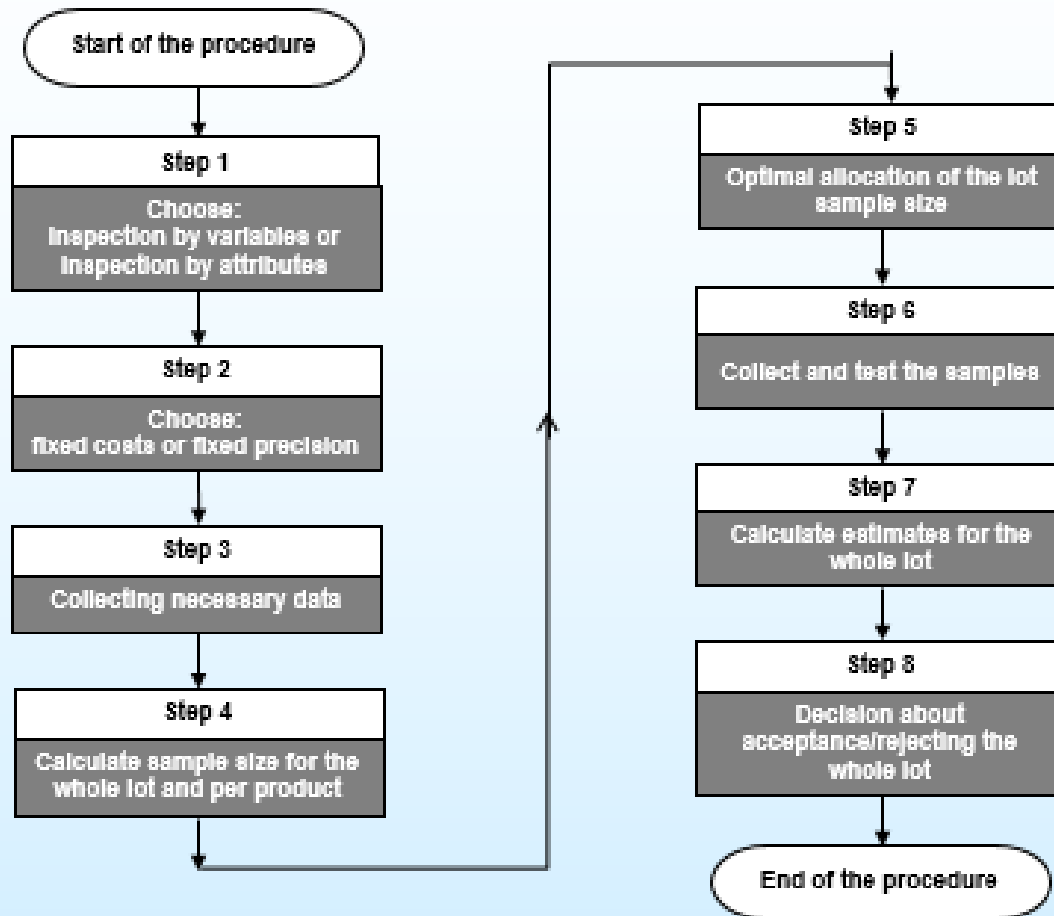 Start of the procedure
Step 1
Choose:
Inspection by variables or
Inspection by attributes
Step 2
Choose:
fixed costs or fixed precision
Step 3
Collecting necessary data
Step 4
Calculate sample size for the
whole lot and per product
Step 5
Optimal allocation of the lot
sample size
Step 6
Collect and test the samples
Step 7
Calculate estimates for the
whole lot
Step 8
Decision about
acceptance/rejecting the
whole lot
End of the procedure